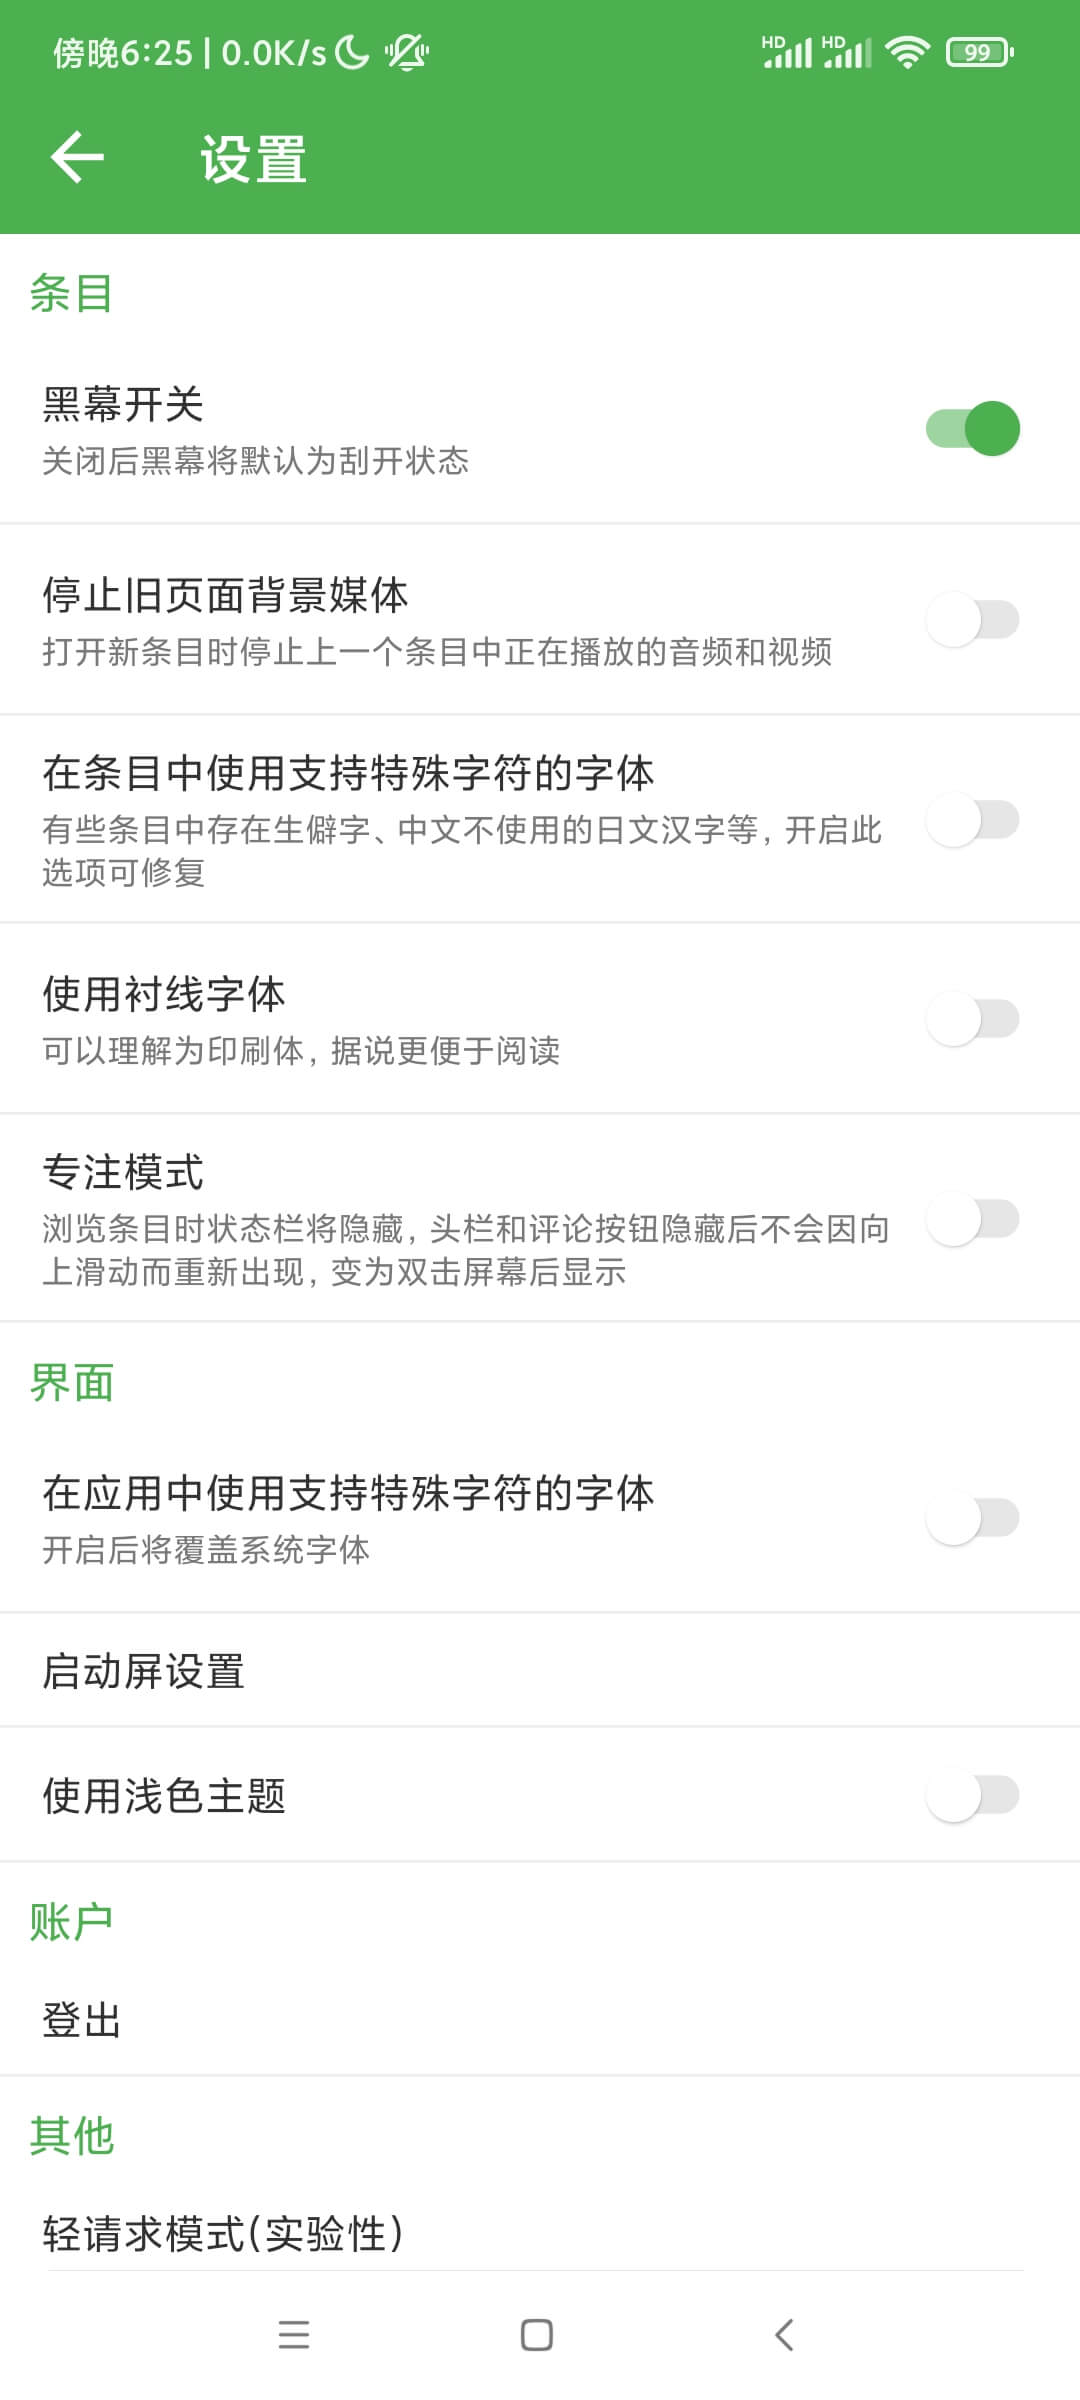 傍晚6:25 | 0.0K/s HD HD 99
设置
条目
黑幕开关
关闭后黑幕将默认为刮开状态
停止旧页面背景媒体
打开新条目时停止上一个条目中正在播放的音频和视频
在条目中使用支持特殊字符的字体
有些条目中存在生僻字、中文不使用的日文汉字等，开启此
选项可修复
使用衬线字体
可以理解为印刷体，据说更便于阅读
专注模式
浏览条目时状态栏将隐藏，头栏和评论按钮隐藏后不会因向
上滑动而重新出现，变为双击屏幕后显示
界面
在应用中使用支持特殊字符的字体
开启后将覆盖系统字体
启动屏设置
使用浅色主题
账户
登出
其他
轻请求模式(实验性)